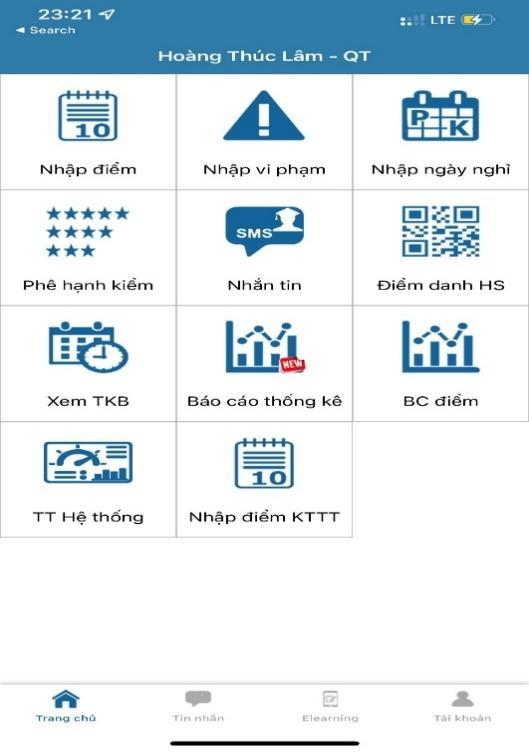 23:21
LTE
◄ Search
Hoàng Thúc Lâm - QT
10
P K
Nhập điểm
Nhập vi phạm
Nhập ngày nghỉ
SMS
Phê hạnh kiểm
Nhắn tin
Điểm danh HS
NEW
Xem TKB
Báo cáo thống kê
BC điểm
10
TT Hệ thống
Nhập điểm KTTT
Trang chủ
Tin nhắn
Elearning
Tài khoản